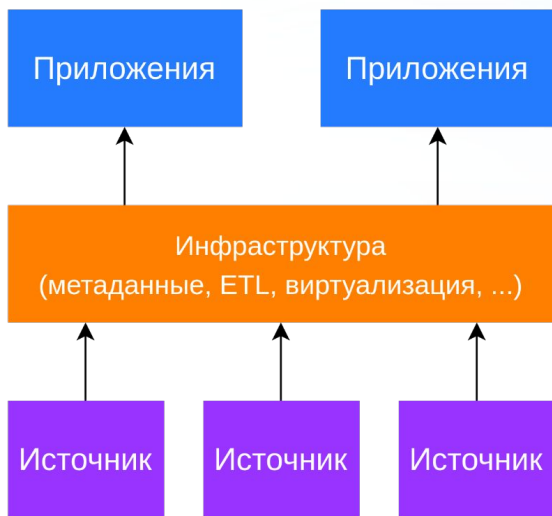 Приложения
Приложения
Инфраструктура
(метаданные, ETL, виртуализация, ...)
Источник
Источник
Источник